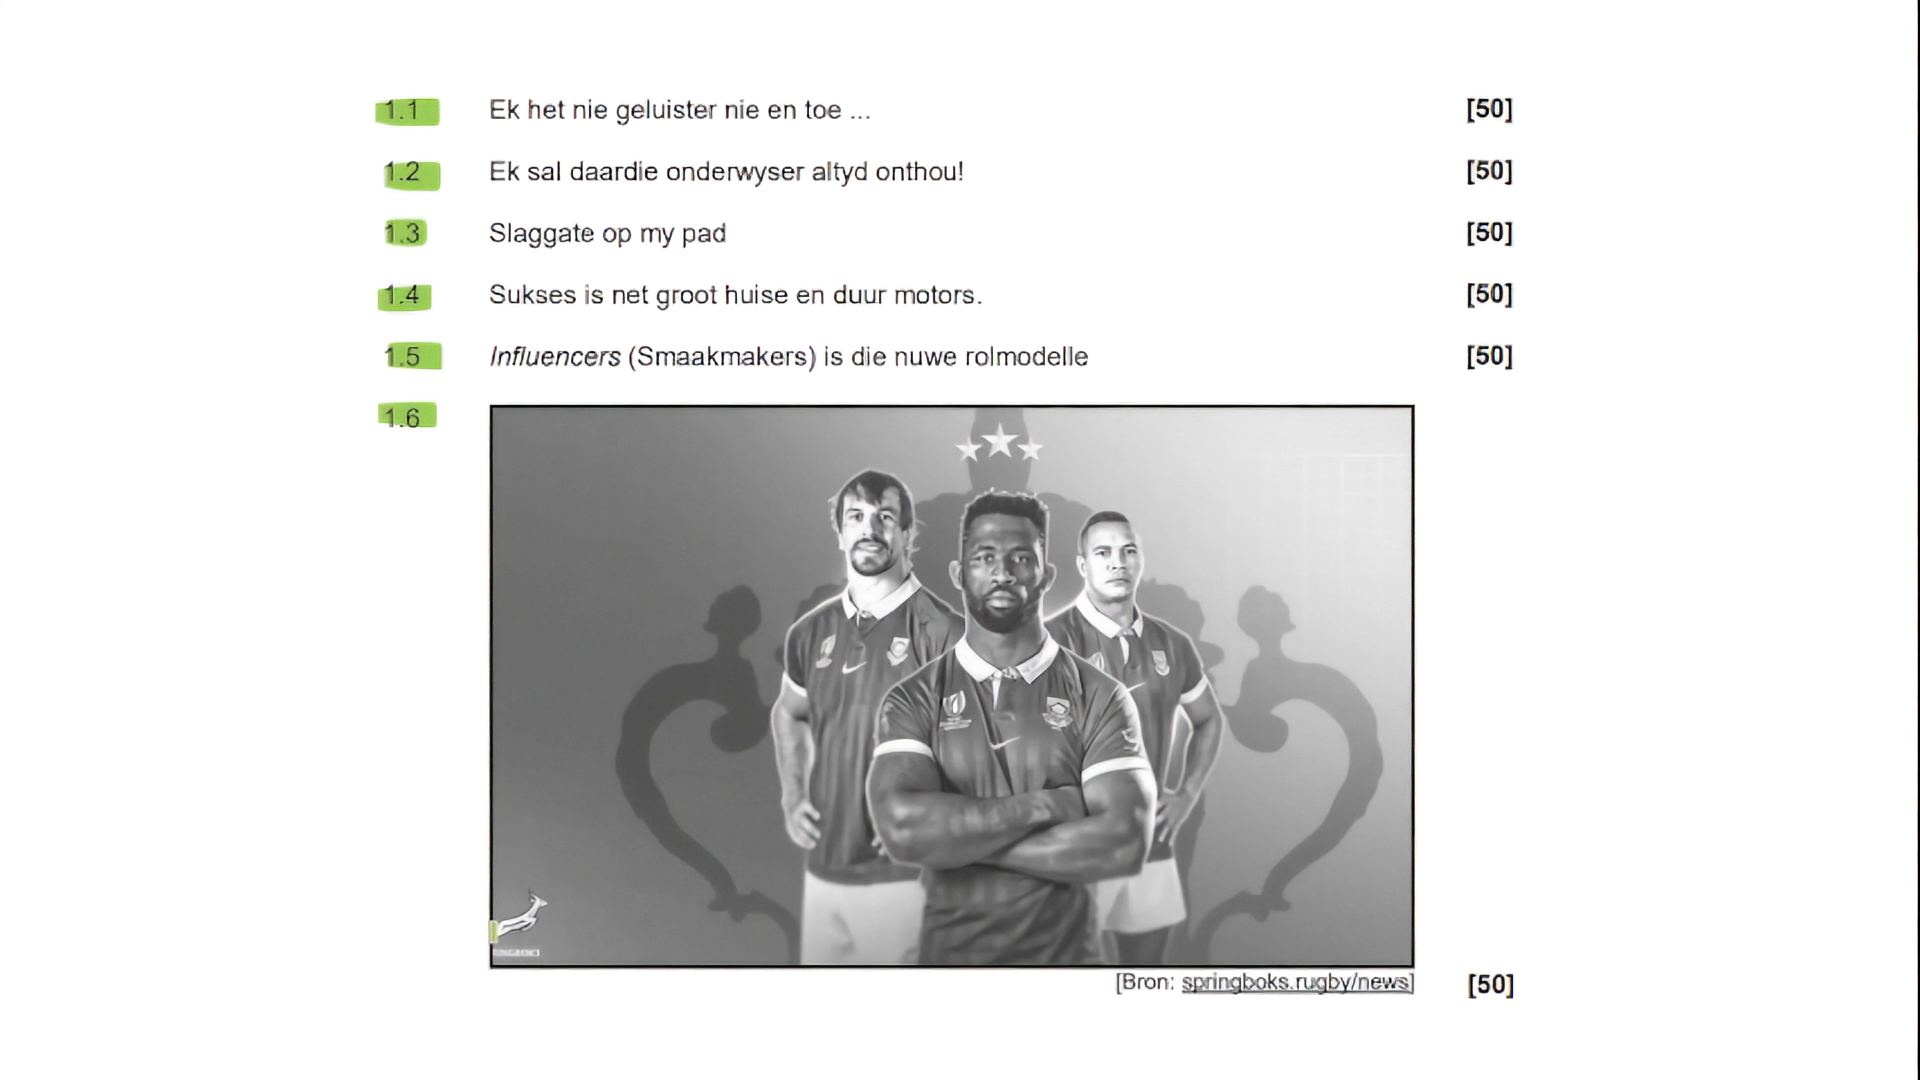 1.1 Ek het nie geluister nie en toe ... [50]
1.2 Ek sal daardie onderwyser altyd onthou! [50]
1.3 Slaggate op my pad [50]
1.4 Sukses is net groot huise en duur motors. [50]
1.5 Influencers (Smaakmakers) is die nuwe rolmodelle [50]
1.6
[Bron: springboks.rugby/news] [50]